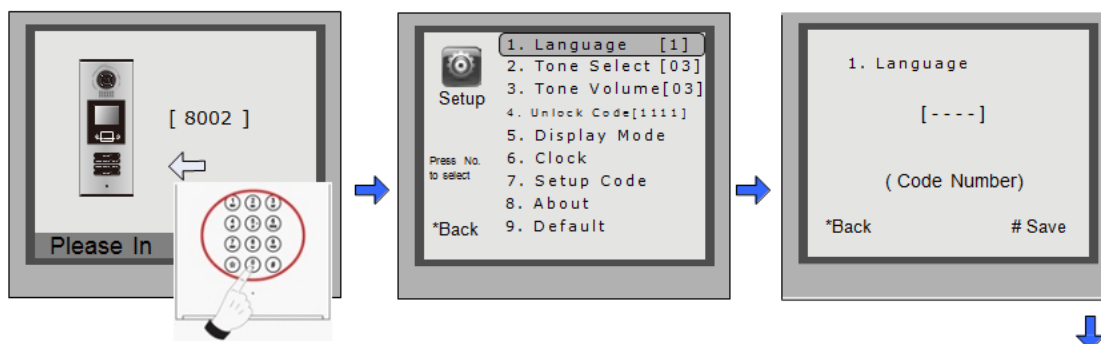 [ 8002 ]
Please In
Setup
Press No.
to select
*Back
1. Language [1]
2. Tone Select [03]
3. Tone Volume[03]
4. Unlock Code[1111]
5. Display Mode
6. Clock
7. Setup Code
8. About
9. Default
1. Language
[----]
( Code Number)
*Back # Save